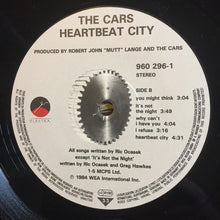 THE CARS
HEARTBEAT CITY
PRODUCED BY ROBERT JOHN "MUTT" LANGE AND THE CARS
960 296-1
STEREO
SIDE B
you might think 3:04
it's not the night 3:48
why can't i have you 4:04
i refuse 3:16
heartbeat city 4:31
ELEKTRA
All songs written by Ric Ocasek
except 'It's Not the Night'
written by Ric Ocasek and Greg Hawkes
1-5 MCPS Ltd.
℗ 1984 WEA International Inc.